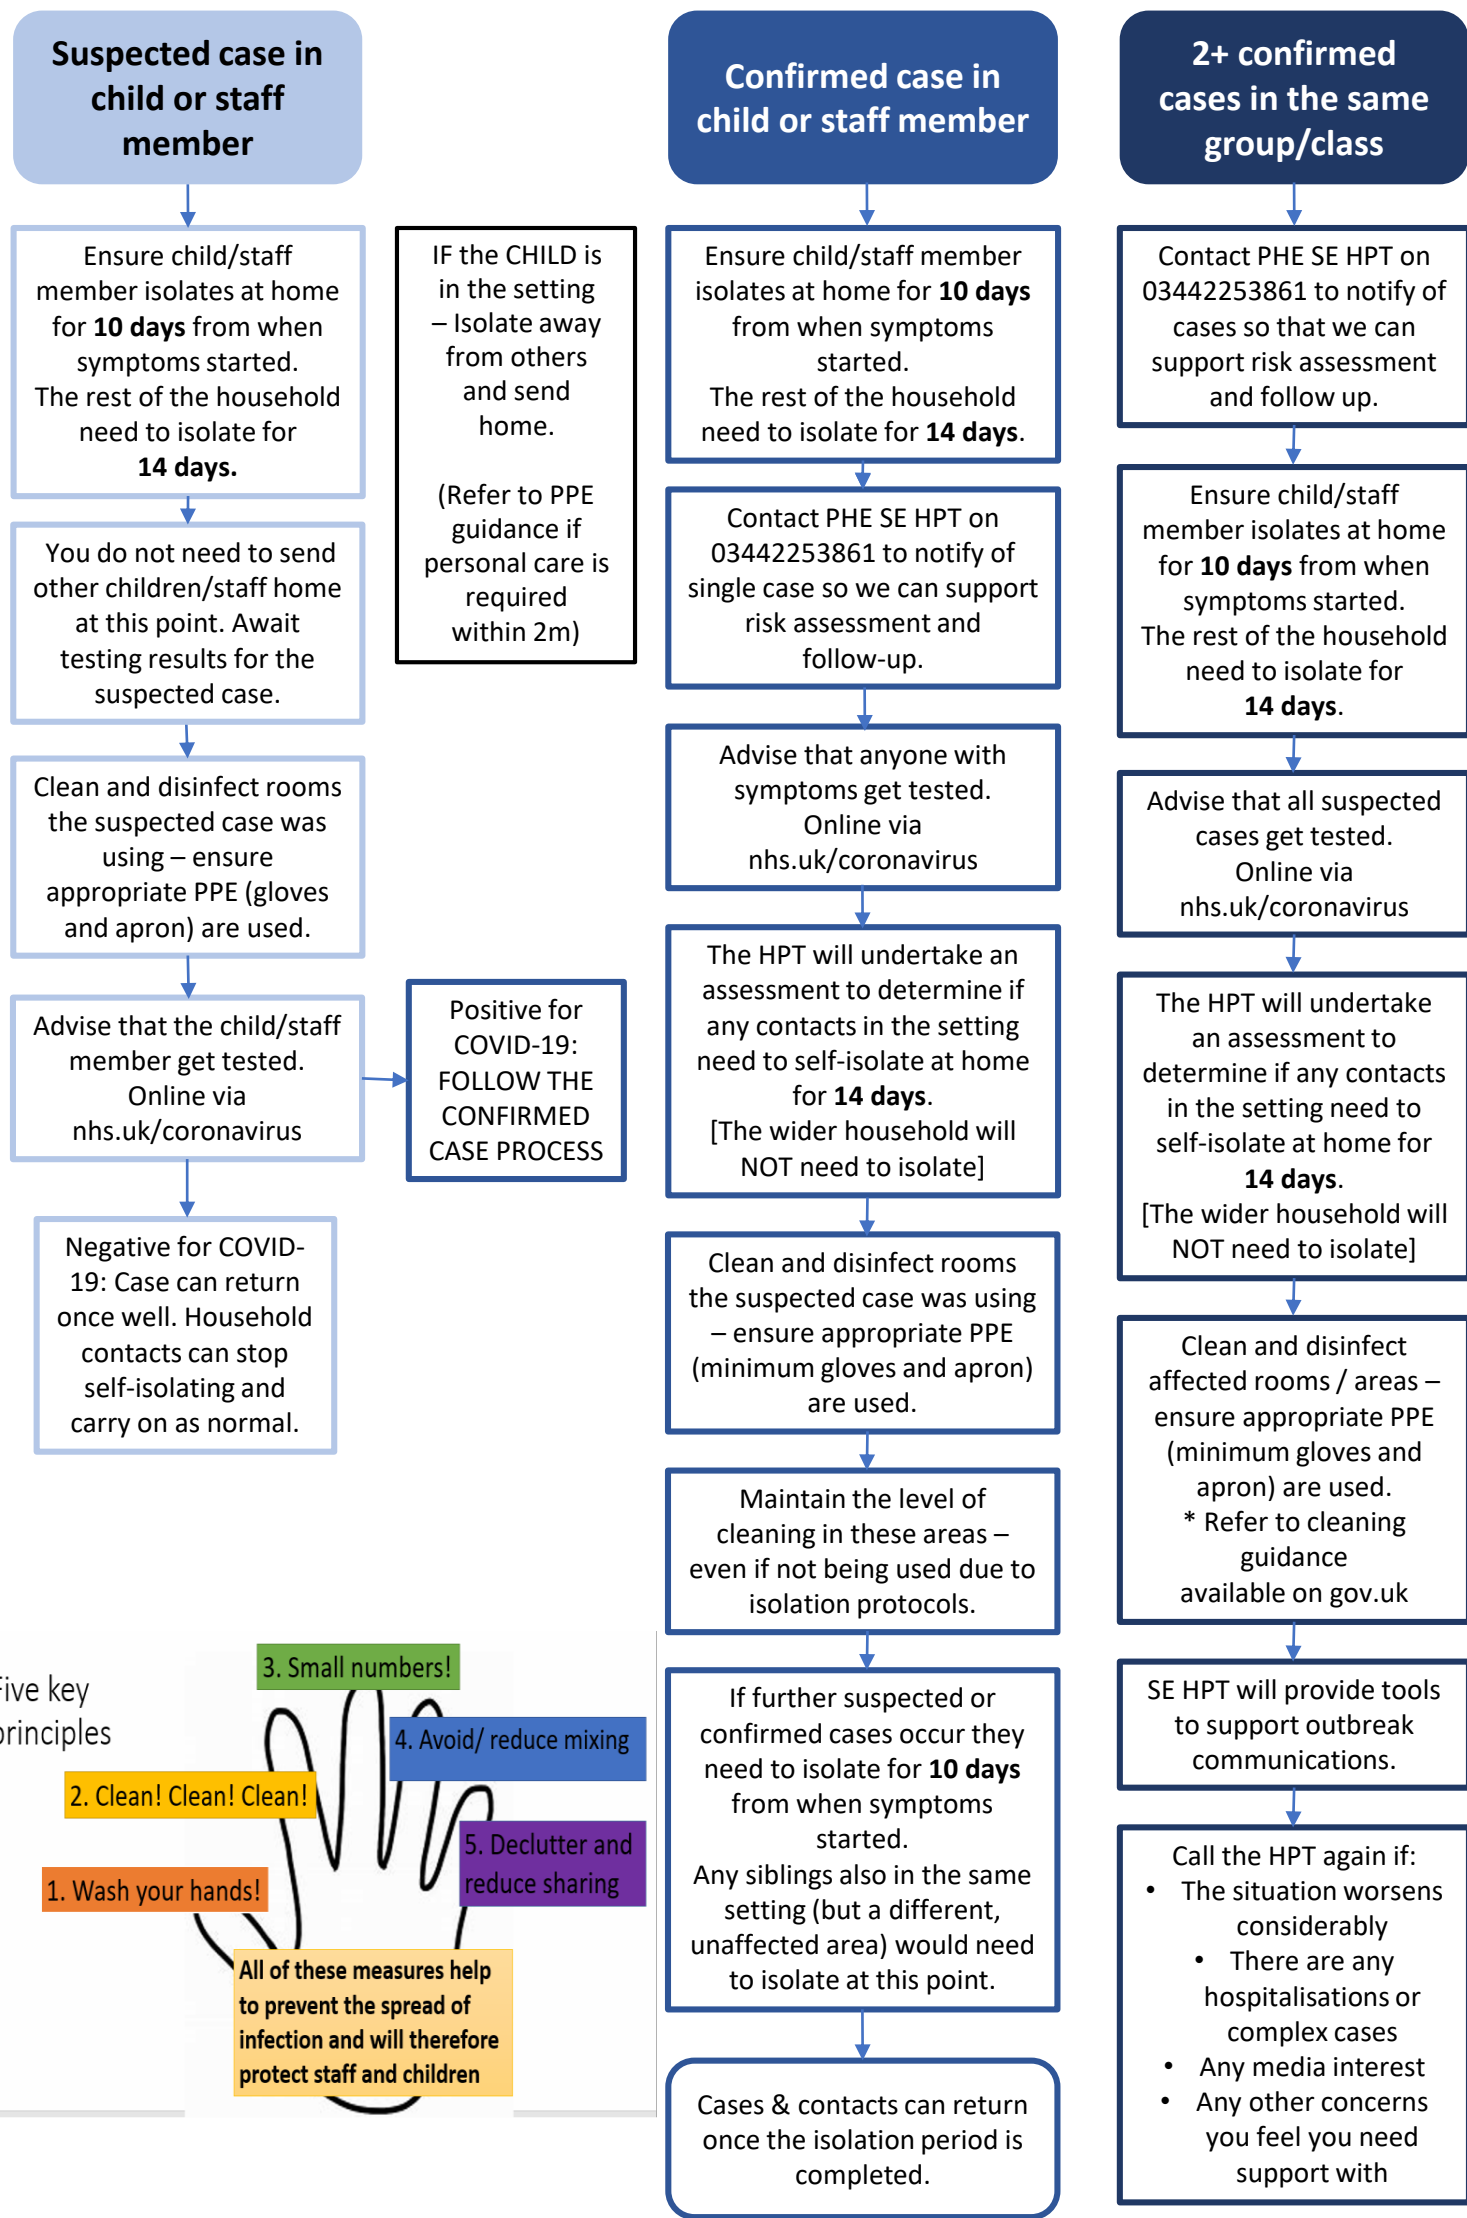 Suspected case in
child or staff
member
Ensure child/staff
member isolates at home
for 10 days from when
symptoms started.
The rest of the household
need to isolate for
14 days.
You do not need to send
other children/staff home
at this point. Await
testing results for the
suspected case.
Clean and disinfect rooms
the suspected case was
using – ensure
appropriate PPE (gloves
and apron) are used.
Advise that the child/staff
member get tested.
Online via
nhs.uk/coronavirus
Negative for COVID-
19: Case can return
once well. Household
contacts can stop
self-isolating and
carry on as normal.
IF the CHILD is
in the setting
– Isolate away
from others
and send
home.
(Refer to PPE
guidance if
personal care is
required
within 2m)
Positive for
COVID-19:
FOLLOW THE
CONFIRMED
CASE PROCESS
Confirmed case in
child or staff member
Ensure child/staff member
isolates at home for 10 days
from when symptoms
started.
The rest of the household
need to isolate for 14 days.
Contact PHE SE HPT on
03442253861 to notify of
single case so we can support
risk assessment and
follow-up.
Advise that anyone with
symptoms get tested.
Online via
nhs.uk/coronavirus
The HPT will undertake an
assessment to determine if
any contacts in the setting
need to self-isolate at home
for 14 days.
[The wider household will
NOT need to isolate]
Clean and disinfect rooms
the suspected case was using
– ensure appropriate PPE
(minimum gloves and apron)
are used.
Maintain the level of
cleaning in these areas –
even if not being used due to
isolation protocols.
If further suspected or
confirmed cases occur they
need to isolate for 10 days
from when symptoms
started.
Any siblings also in the same
setting (but a different,
unaffected area) would need
to isolate at this point.
Cases & contacts can return
once the isolation period is
completed.
2+ confirmed
cases in the same
group/class
Contact PHE SE HPT on
03442253861 to notify of
cases so that we can
support risk assessment
and follow up.
Ensure child/staff
member isolates at home
for 10 days from when
symptoms started.
The rest of the household
need to isolate for
14 days.
Advise that all suspected
cases get tested.
Online via
nhs.uk/coronavirus
The HPT will undertake
an assessment to
determine if any contacts
in the setting need to
self-isolate at home for
14 days.
[The wider household will
NOT need to isolate]
Clean and disinfect
affected rooms / areas –
ensure appropriate PPE
(minimum gloves and
apron) are used.
* Refer to cleaning
guidance
available on gov.uk
SE HPT will provide tools
to support outbreak
communications.
Call the HPT again if:
• The situation worsens
considerably
• There are any
hospitalisations or
complex cases
• Any media interest
• Any other concerns
you feel you need
support with
Five key
principles
1. Wash your hands!
2. Clean! Clean! Clean!
3. Small numbers!
4. Avoid/ reduce mixing
5. Declutter and
reduce sharing
All of these measures help
to prevent the spread of
infection and will therefore
protect staff and children